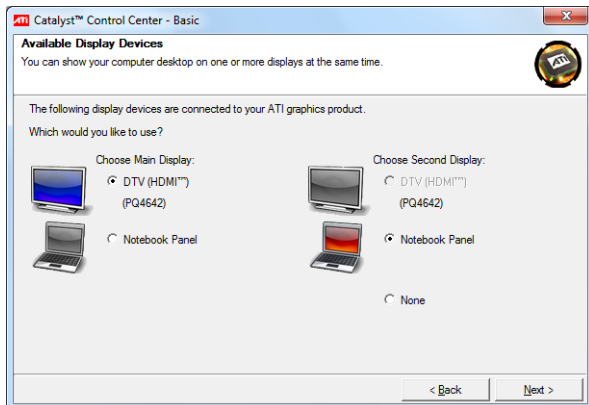 ATI Catalyst™ Control Center - Basic
Available Display Devices
You can show your computer desktop on one or more displays at the same time.
ATI
The following display devices are connected to your ATI graphics product.
Which would you like to use?
Choose Main Display:
DTV (HDMI™)
(PQ4642)
Notebook Panel
Choose Second Display:
DTV (HDMI™)
(PQ4642)
Notebook Panel
None
< Back
Next >